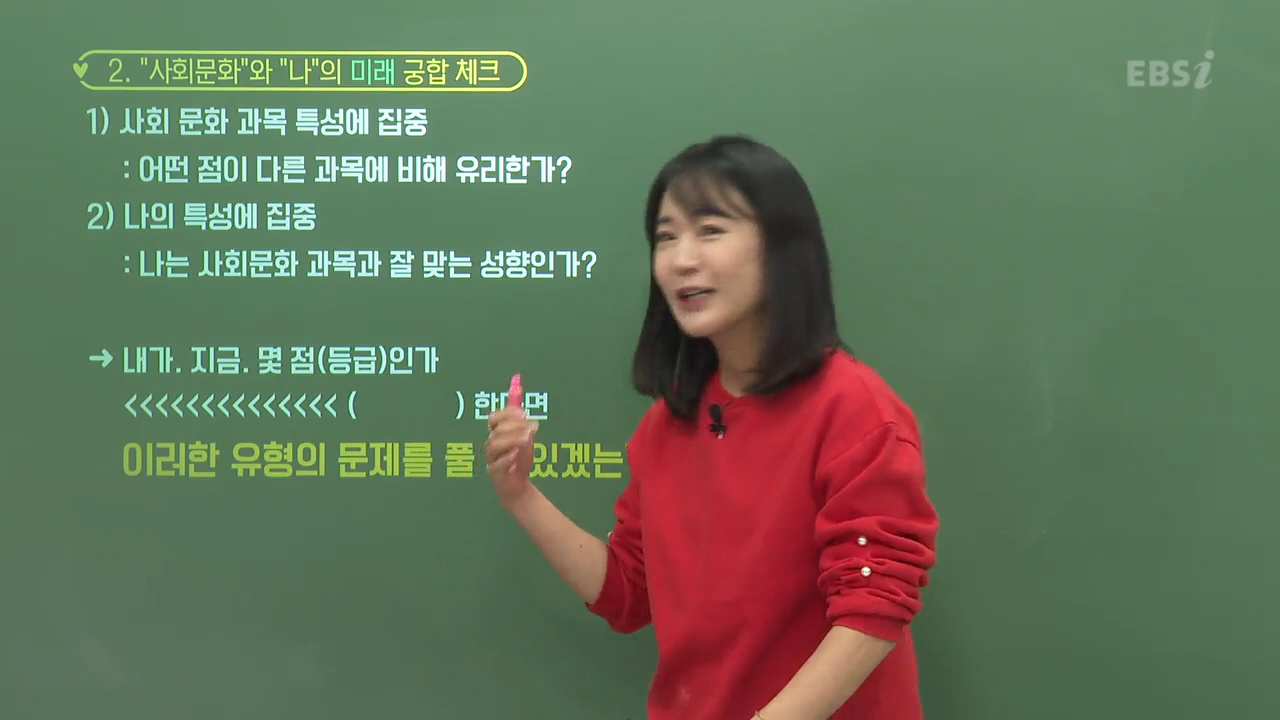 2. "사회문화"와 "나"의 미래 궁합 체크
EBSi
1) 사회 문화 과목 특성에 집중
: 어떤 점이 다른 과목에 비해 유리한가?
2) 나의 특성에 집중
: 나는 사회문화 과목과 잘 맞는 성향인가?
➔ 내가. 지금. 몇 점(등급)인가
<<<<<<<<<<<<<<< ( )
이러한 유형의 문제를 풀 있겠는